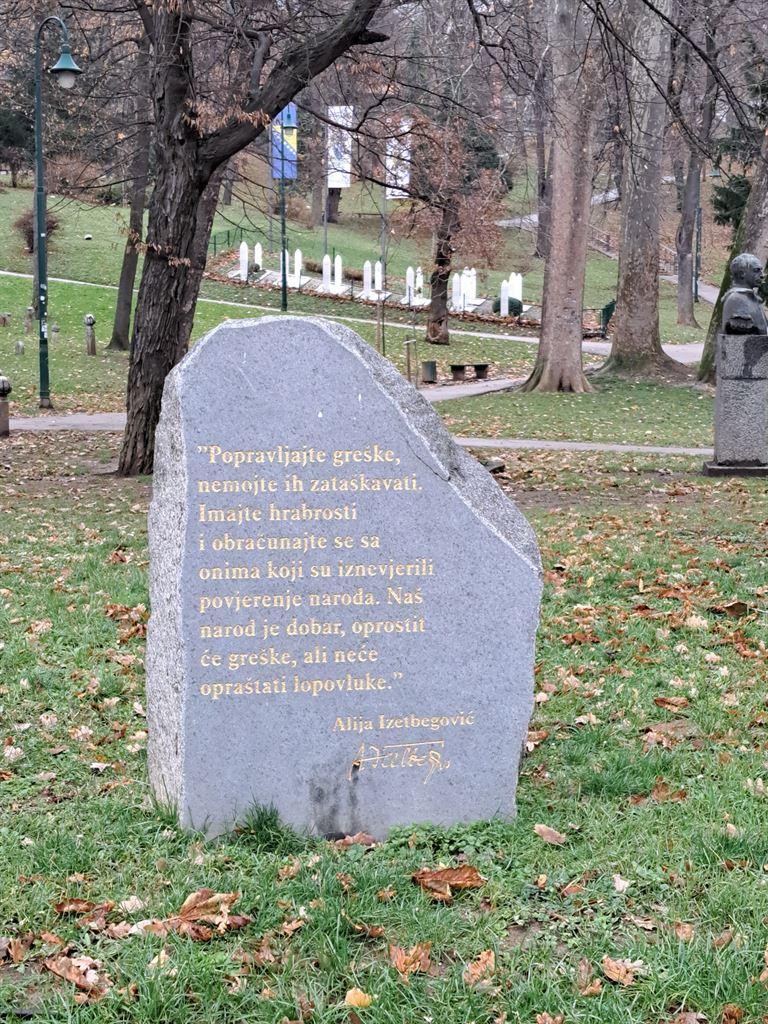 ”Popravljajte greške,
nemojte ih zataškavati.
Imajte hrabrosti
i obračunajte se sa
onima koji su iznevjerili
povjerenje naroda. Naš
narod je dobar, oprostit
će greške, ali neće
opraštati lopovluke.”
Alija Izetbegović